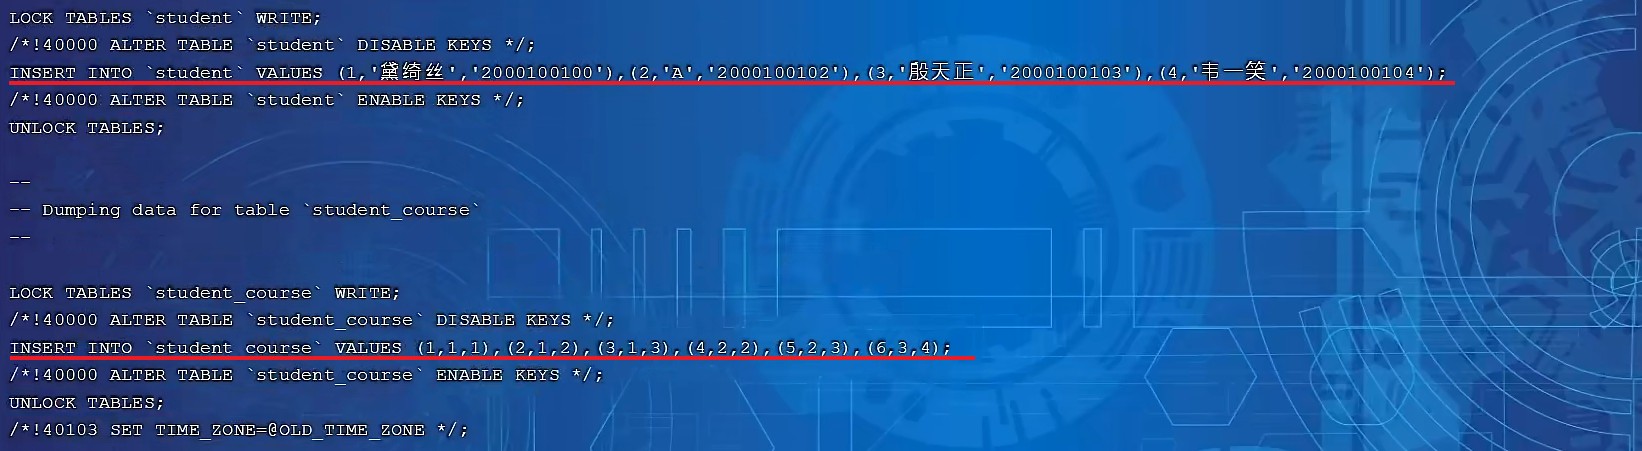 LOCK TABLES `student` WRITE;
/*!40000 ALTER TABLE `student` DISABLE KEYS */;
INSERT INTO `student` VALUES (1,'黛绮丝','2000100100'),(2,'A','2000100102'),(3,'殷天正','2000100103'),(4,'韦一笑','2000100104');
/*!40000 ALTER TABLE `student` ENABLE KEYS */;
UNLOCK TABLES;
--
-- Dumping data for table `student_course`
--
LOCK TABLES `student_course` WRITE;
/*!40000 ALTER TABLE `student_course` DISABLE KEYS */;
INSERT INTO `student_course` VALUES (1,1,1),(2,1,2),(3,1,3),(4,2,2),(5,2,3),(6,3,4);
/*!40000 ALTER TABLE `student_course` ENABLE KEYS */;
UNLOCK TABLES;
/*!40103 SET TIME_ZONE=@OLD_TIME_ZONE */;